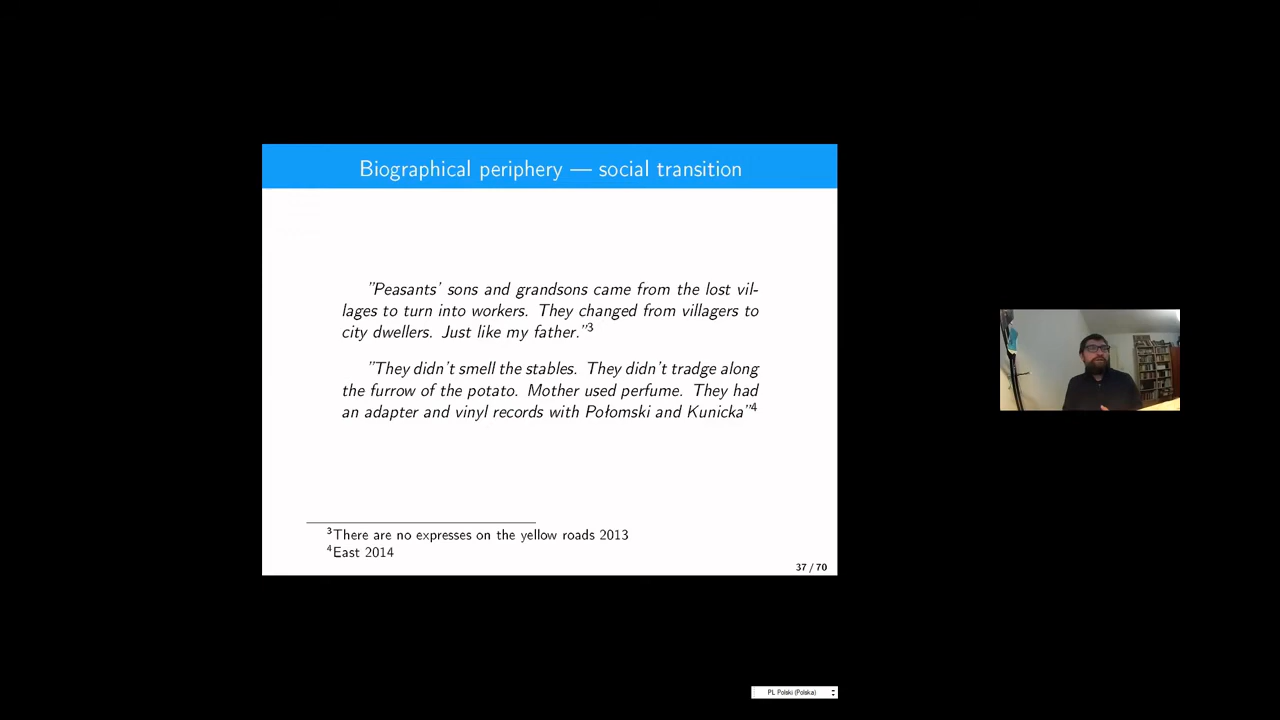 Biographical periphery — social transition
"Peasants' sons and grandsons came from the lost vil-
lages to turn into workers. They changed from villagers to
city dwellers. Just like my father."3
"They didn't smell the stables. They didn't tradge along
the furrow of the potato. Mother used perfume. They had
an adapter and vinyl records with Połomski and Kunicka"4
3There are no expresses on the yellow roads 2013
4East 2014
37 / 70
PL Polski (Polska)